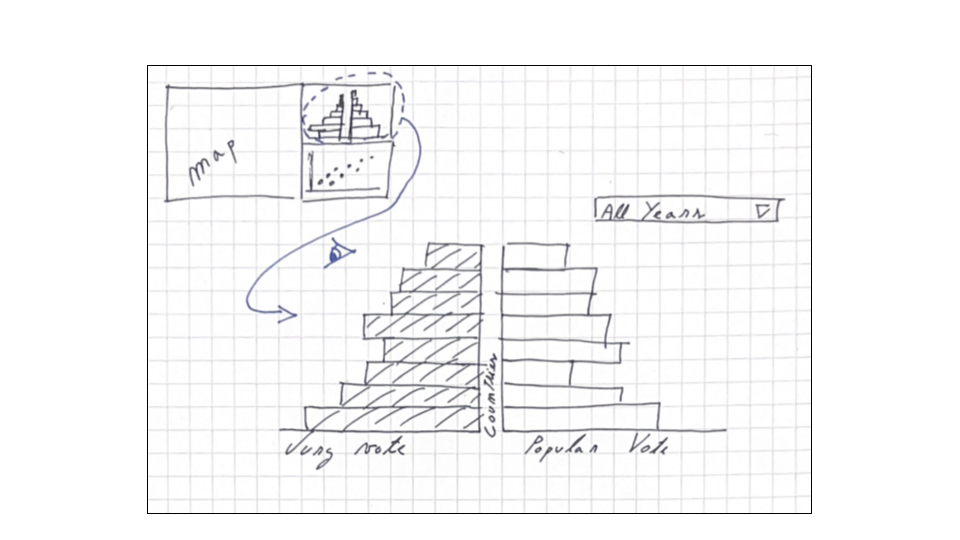 map
All Years
Countries
Jury vote
Popular Vote